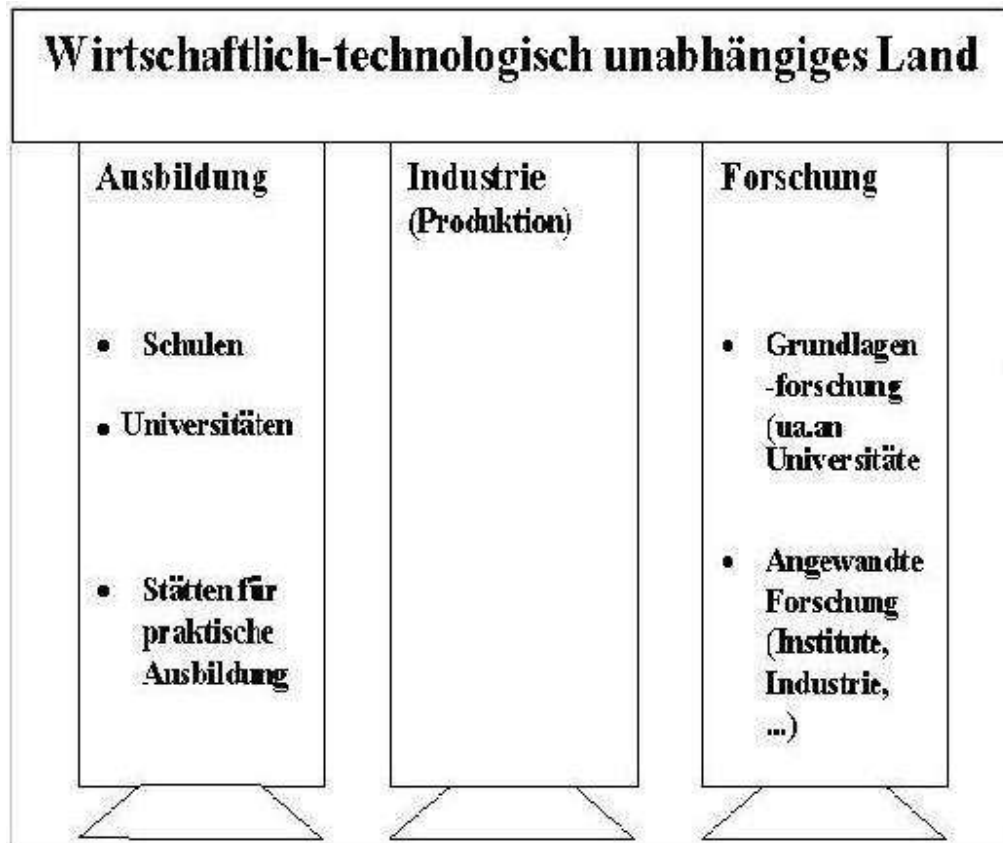 Wirtschaftlich-technologisch unabhängiges Land
Ausbildung
• Schulen
• Universitäten
• Stätten für
praktische
Ausbildung
Industrie
(Produktion)
Forschung
• Grundlagen
-forschung
(ua.an
Universitäte
• Angewandte
Forschung
(Institute,
Industrie,
...)